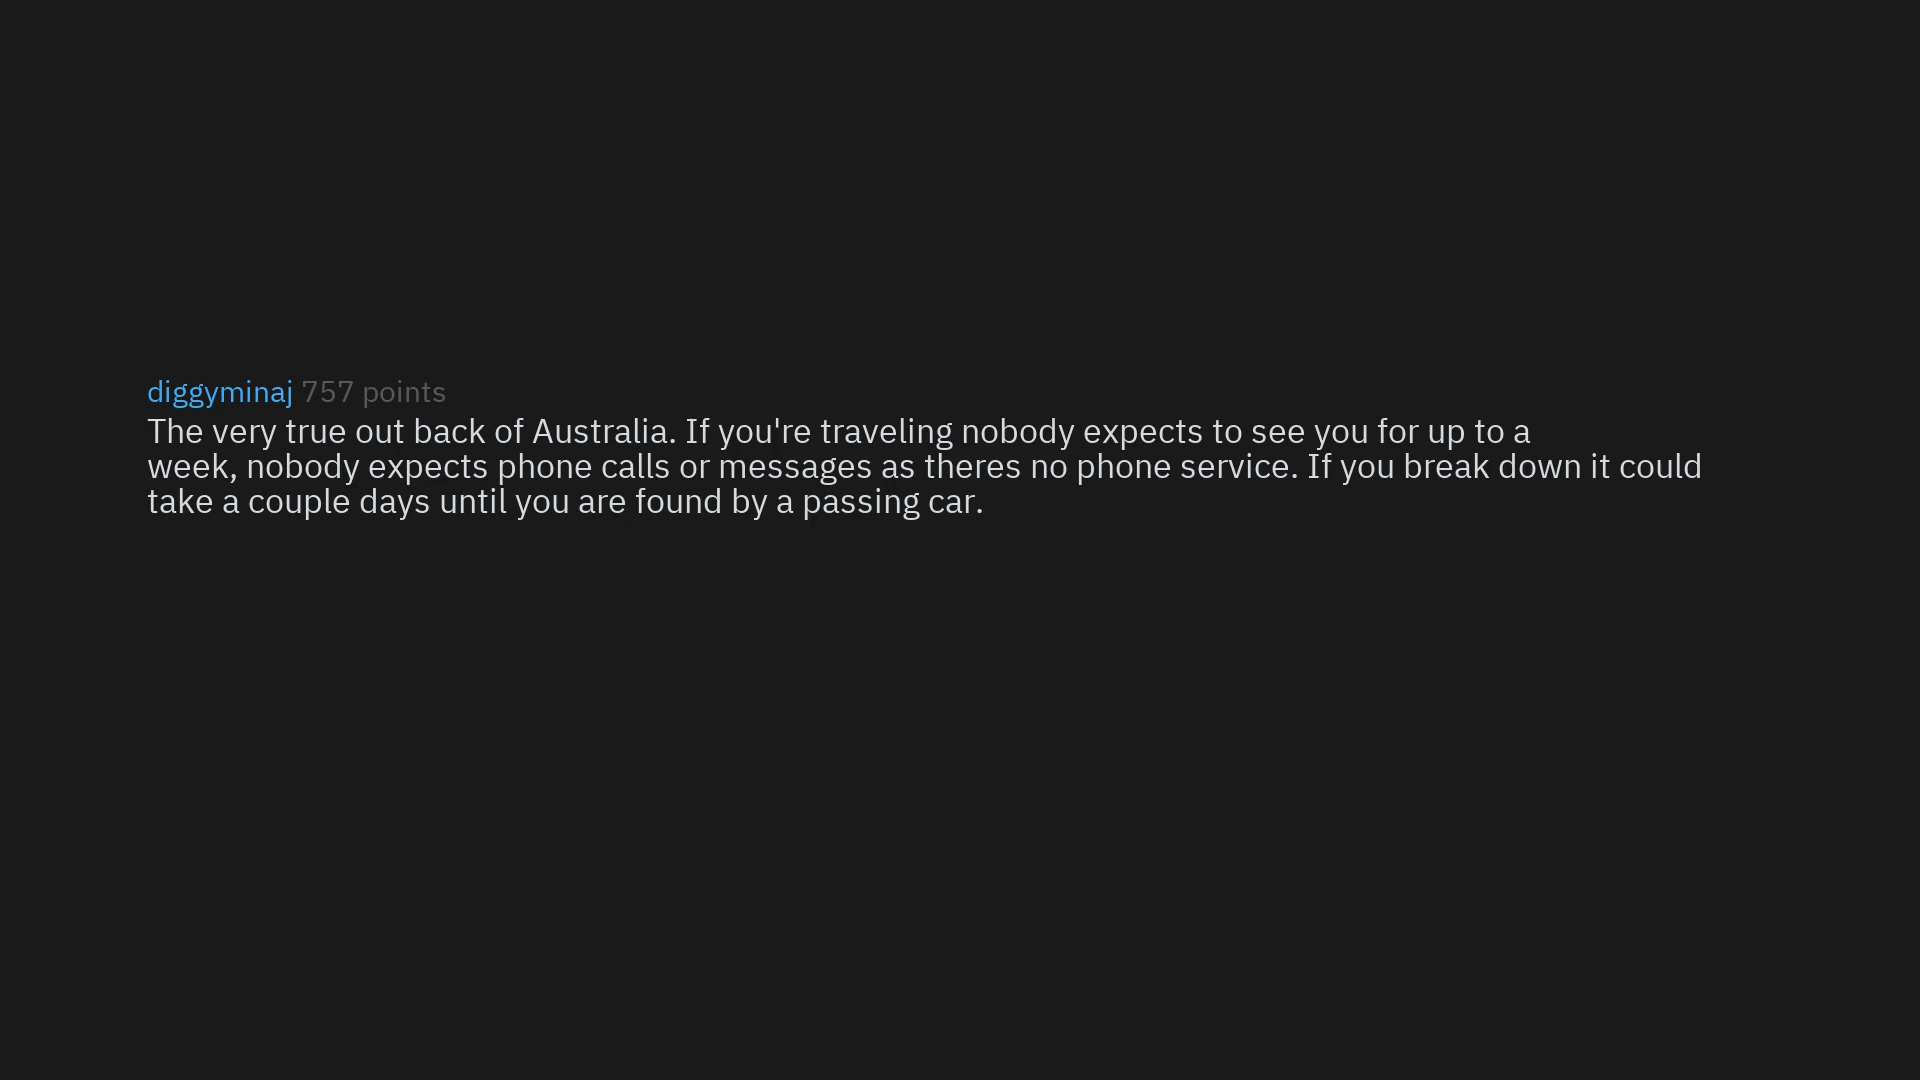 diggyminaj 757 points
The very true out back of Australia. If you're traveling nobody expects to see you for up to a
week, nobody expects phone calls or messages as theres no phone service. If you break down it could
take a couple days until you are found by a passing car.